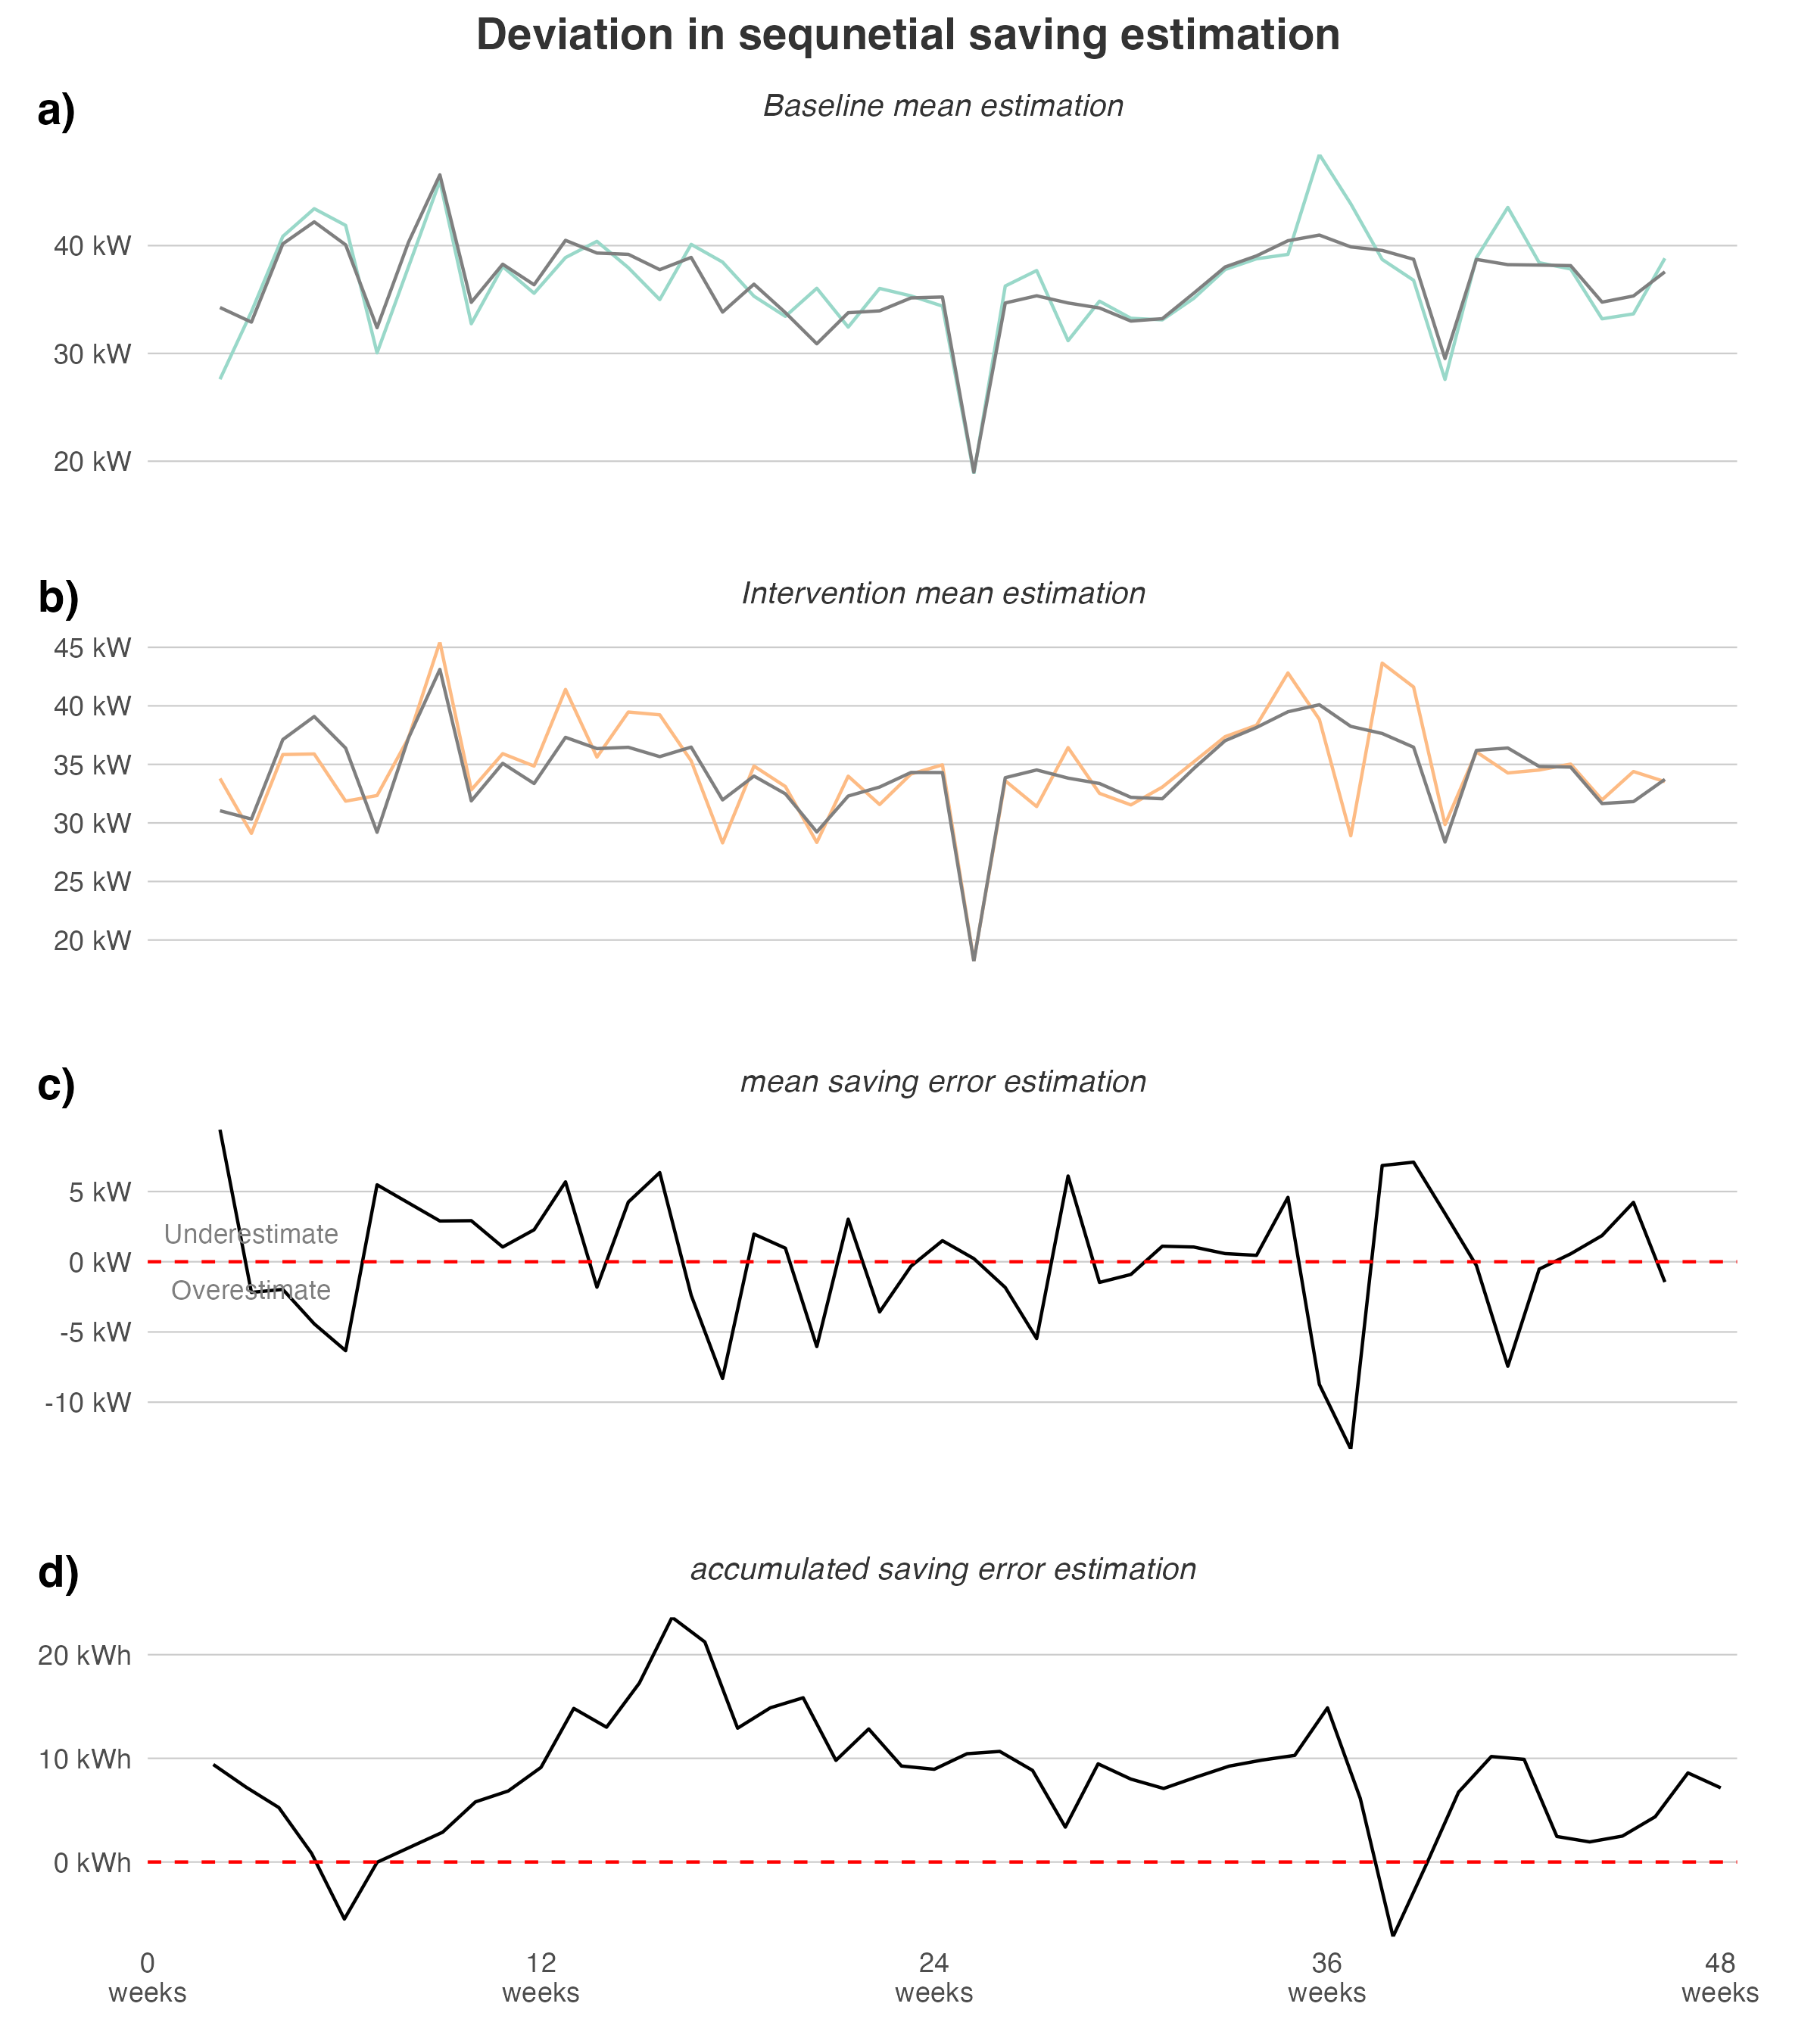 Deviation in sequnetial saving estimation
a)
Baseline mean estimation
40 kW
30 kW
20 kW
b)
Intervention mean estimation
45 kW
40 kW
35 kW
30 kW
25 kW
20 kW
c)
mean saving error estimation
5 kW
Underestimate
0 kW
Overestimate
-5 kW
-10 kW
d)
accumulated saving error estimation
20 kWh
10 kWh
0 kWh
0 12 24 36 48
weeks weeks weeks weeks weeks